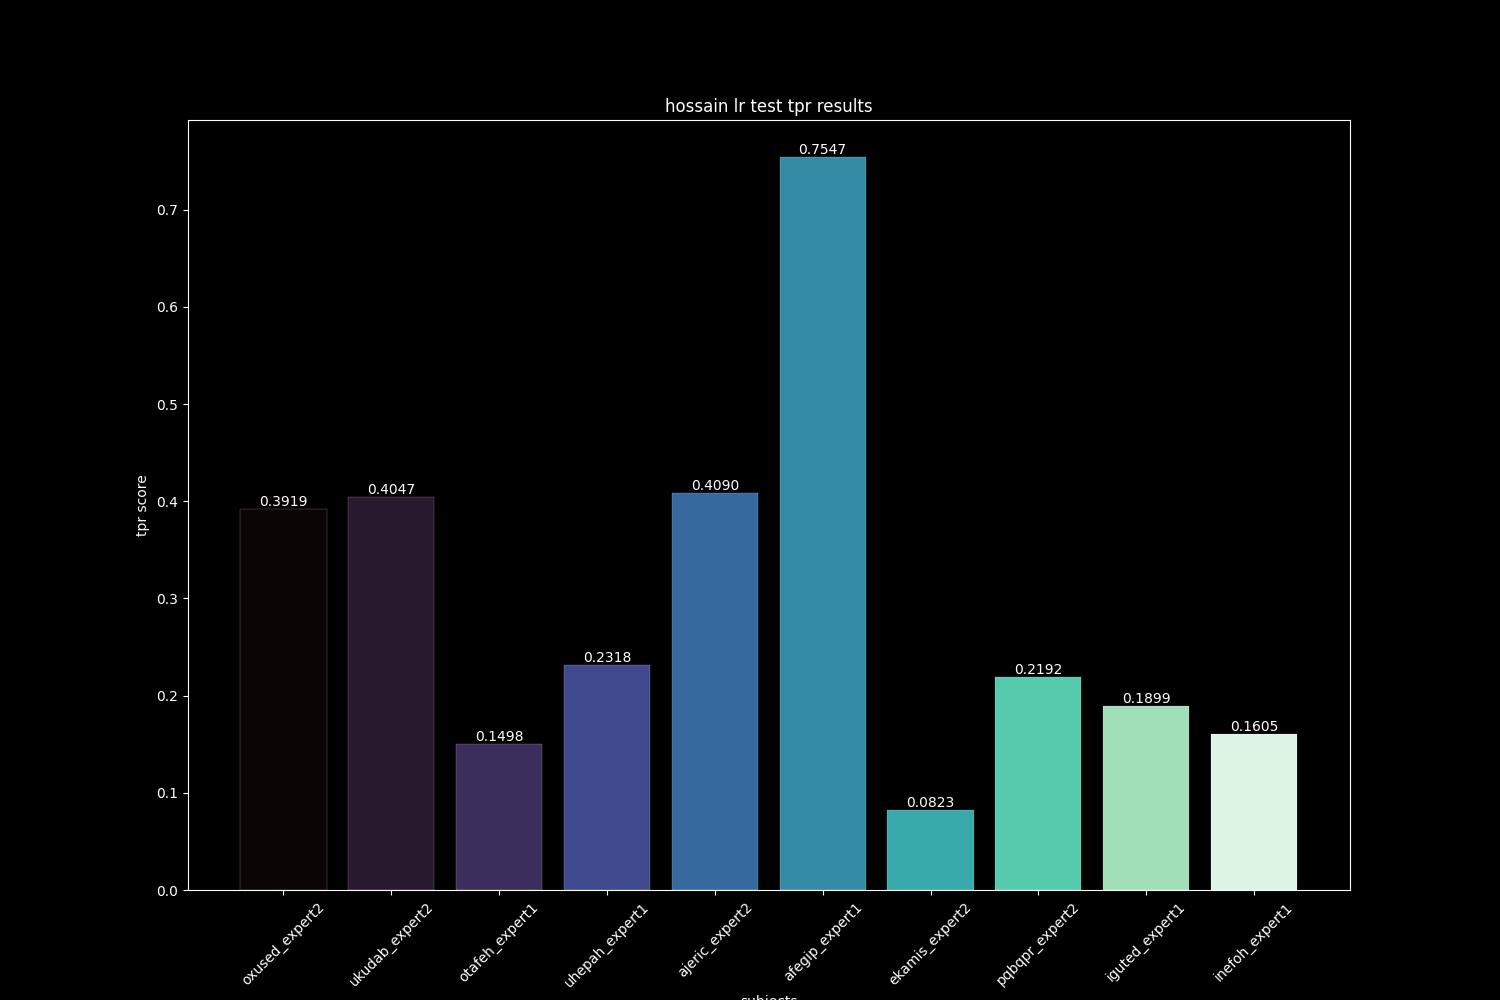 hossain lr test tpr results
0.7547
0.7
0.6
0.5
0.4090
0.4047
0.3919
0.4
tpr score
0.3
0.2318
0.2192
0.2
0.1899
0.1605
0.1498
0.1
0.0823
0.0
oxused_expert2
ukudab_expert2
otafeh_expert1
uhepah_expert1
ajeric_expert2
afegip_expert1
ekamis_expert2
pqbqpr_expert2
iguted_expert1
inefoh_expert1
subjects